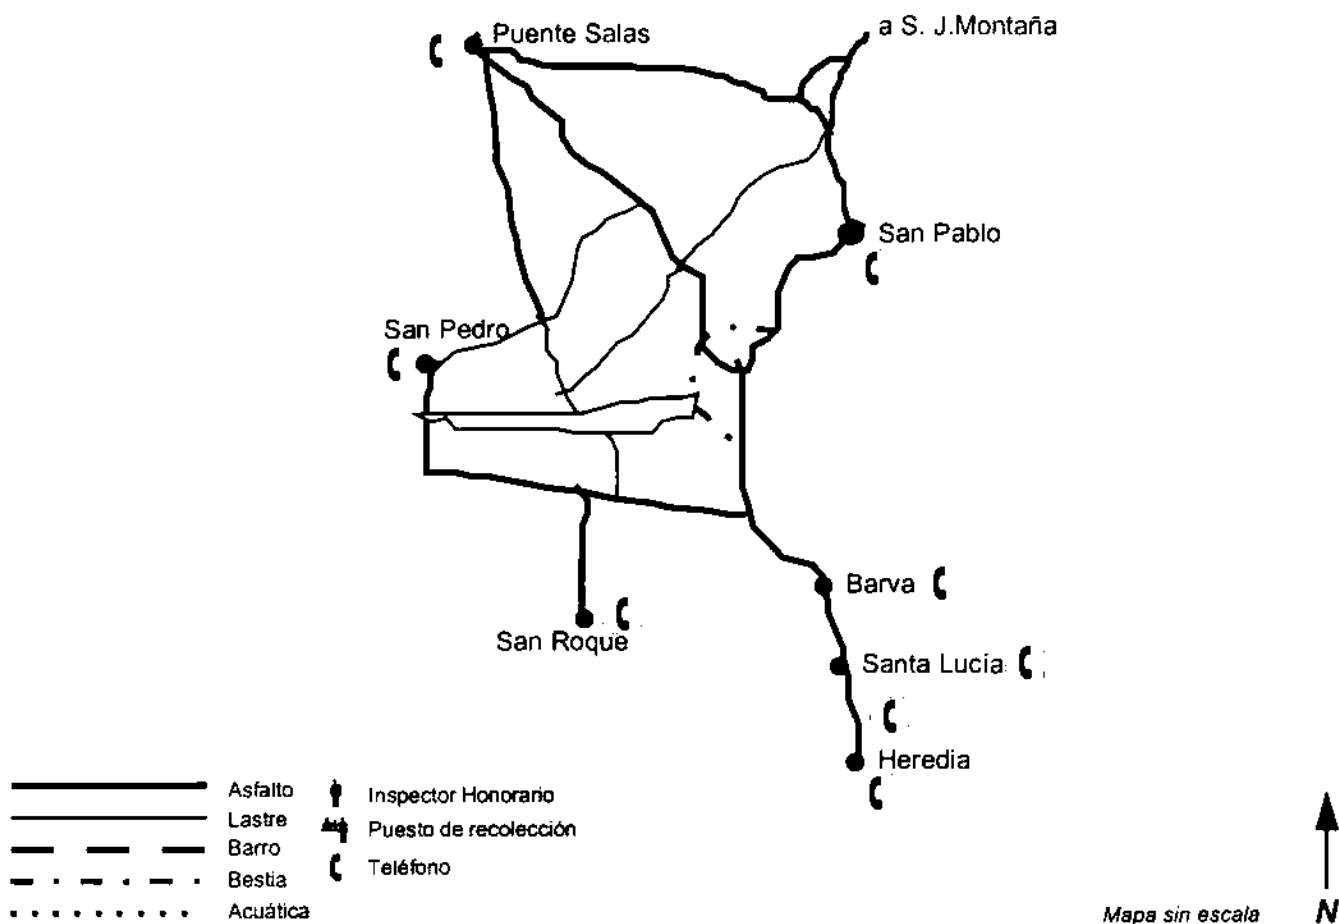 Puente Salas
a S. J.Montaña
San Pablo
San Pedro
Barva
San Roque
Santa Lucía
Heredia
Asfalto
Lastre
Barro
Bestia
Acuática
Inspector Honorario
Puesto de recolección
Teléfono
Mapa sin escala
N